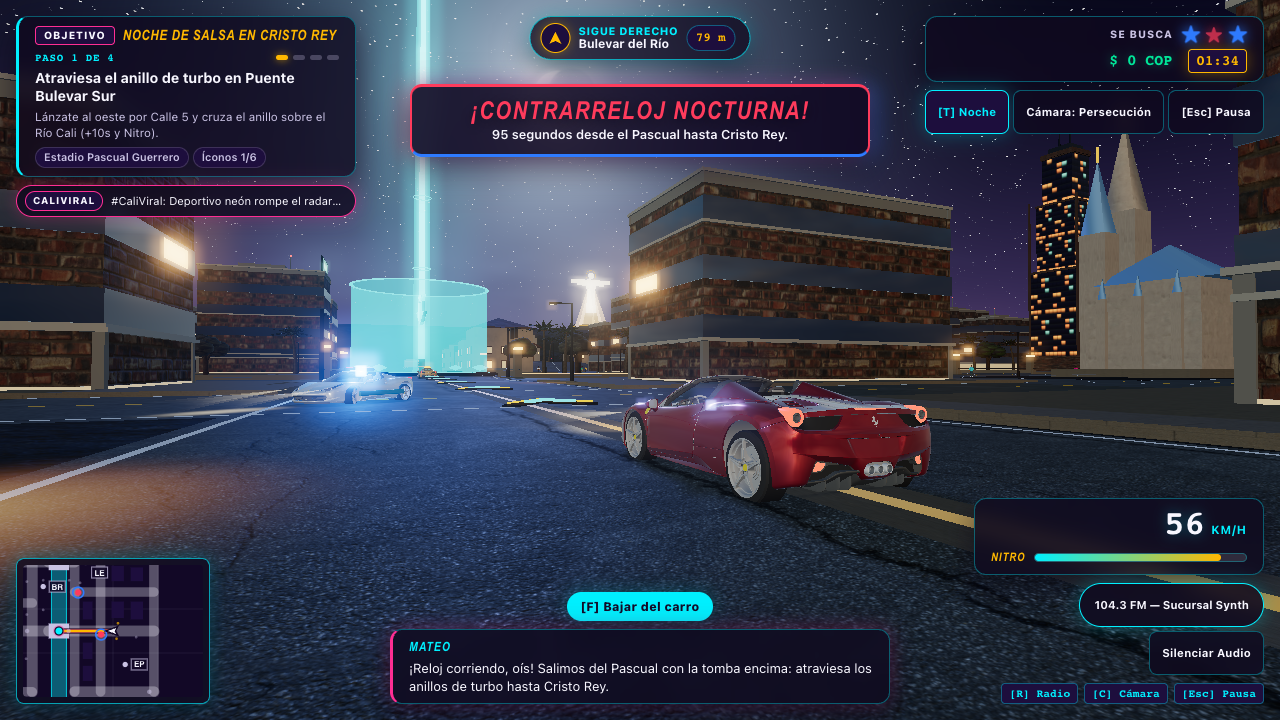 OBJETIVO NOCHE DE SALSA EN CRISTO REY
PASO 1 DE 4
Atraviesa el anillo de turbo en Puente
Bulevar Sur
Lánzate al oeste por Calle 5 y cruza el anillo sobre el
Río Cali (+10s y Nitro).
Estadio Pascual Guerrero Íconos 1/6
CALIVIRAL #CaliViral: Deportivo neón rompe el radar...
SIGUE DERECHO
Bulevar del Río
79 m
¡CONTRARRELOJ NOCTURNA!
95 segundos desde el Pascual hasta Cristo Rey.
SE BUSCA
$ 0 COP 01:34
[T] Noche Cámara: Persecución [Esc] Pausa
56 KM/H
NITRO
104.3 FM — Sucursal Synth
Silenciar Audio
[R] Radio [C] Cámara [Esc] Pausa
[F] Bajar del carro
MATEO
¡Reloj corriendo, oís! Salimos del Pascual con la tomba encima: atraviesa los
anillos de turbo hasta Cristo Rey.
LE
BR
EP